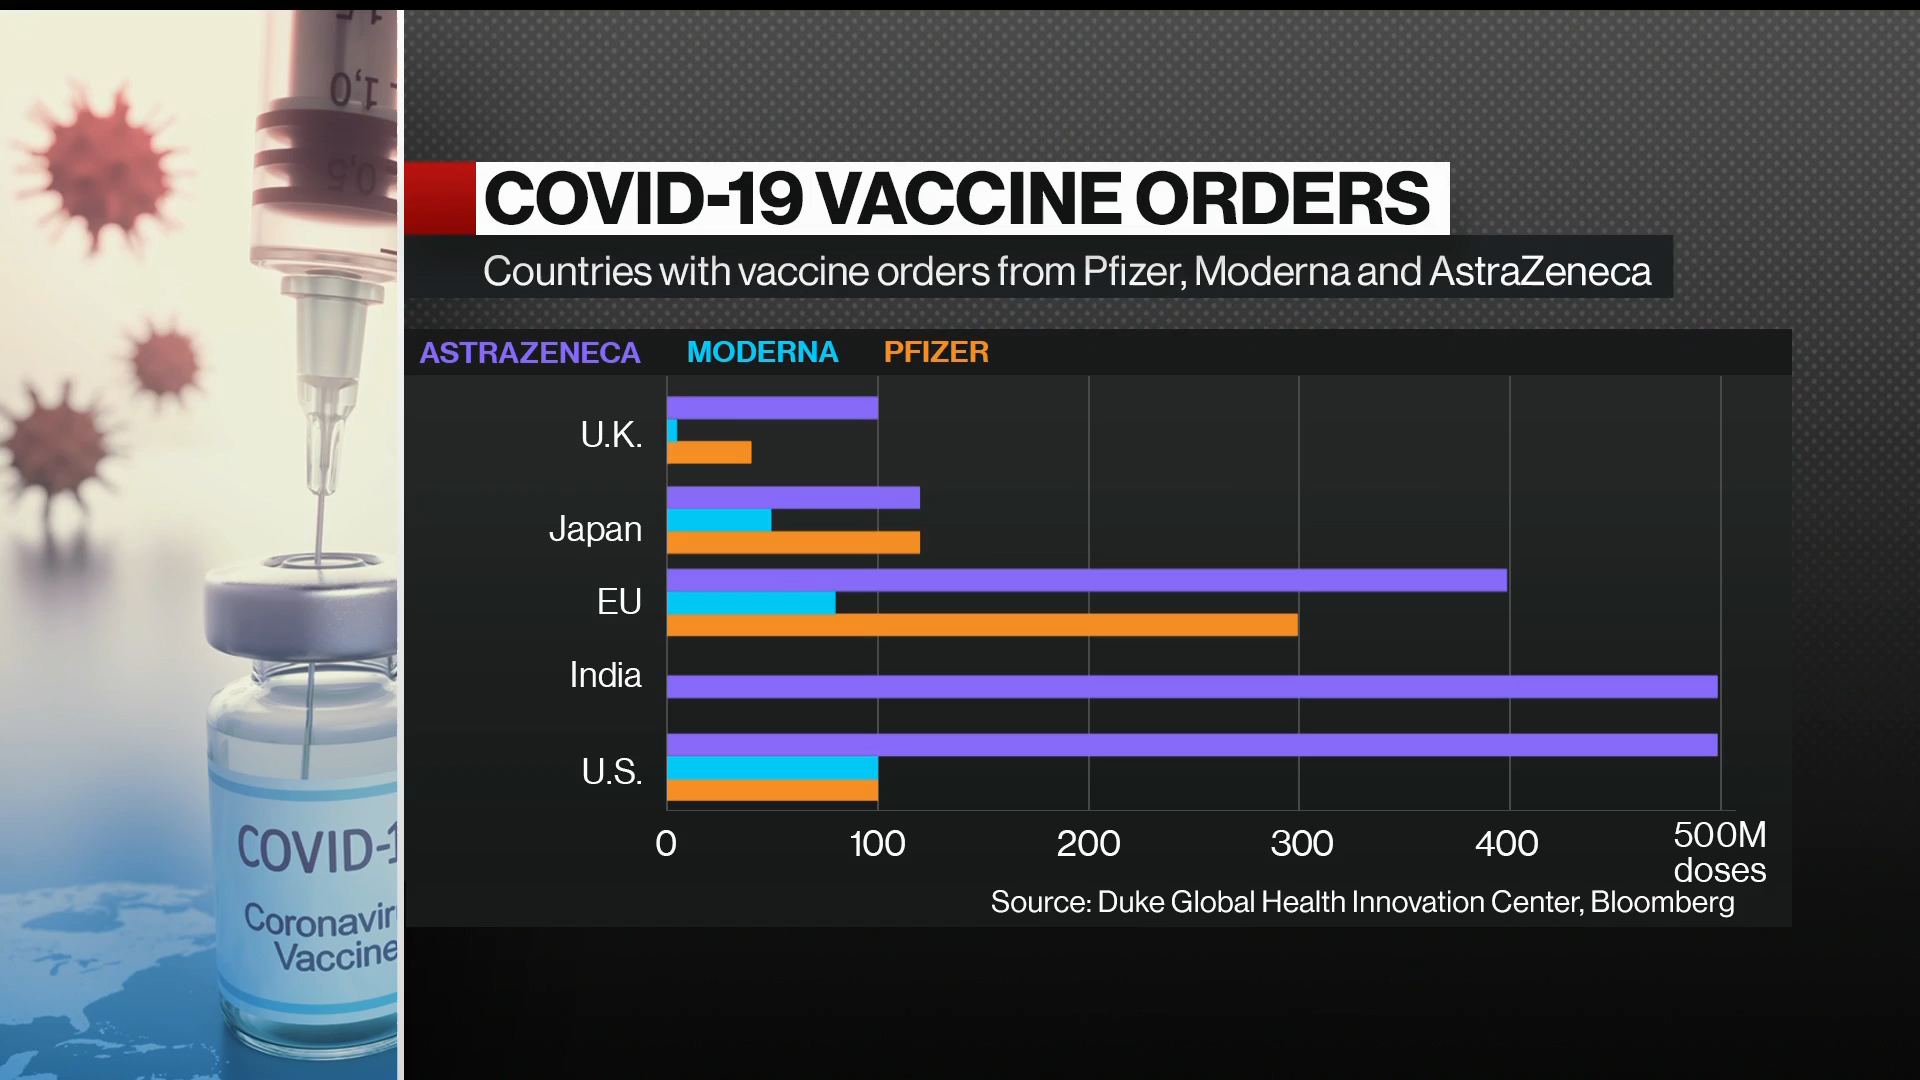 1,0
0,5
COVID-1
Coronavir
Vaccine
COVID-19 VACCINE ORDERS
Countries with vaccine orders from Pfizer, Moderna and AstraZeneca
ASTRAZENECA MODERNA PFIZER
U.K.
Japan
EU
India
U.S.
0 100 200 300 400 500M
doses
Source: Duke Global Health Innovation Center, Bloomberg